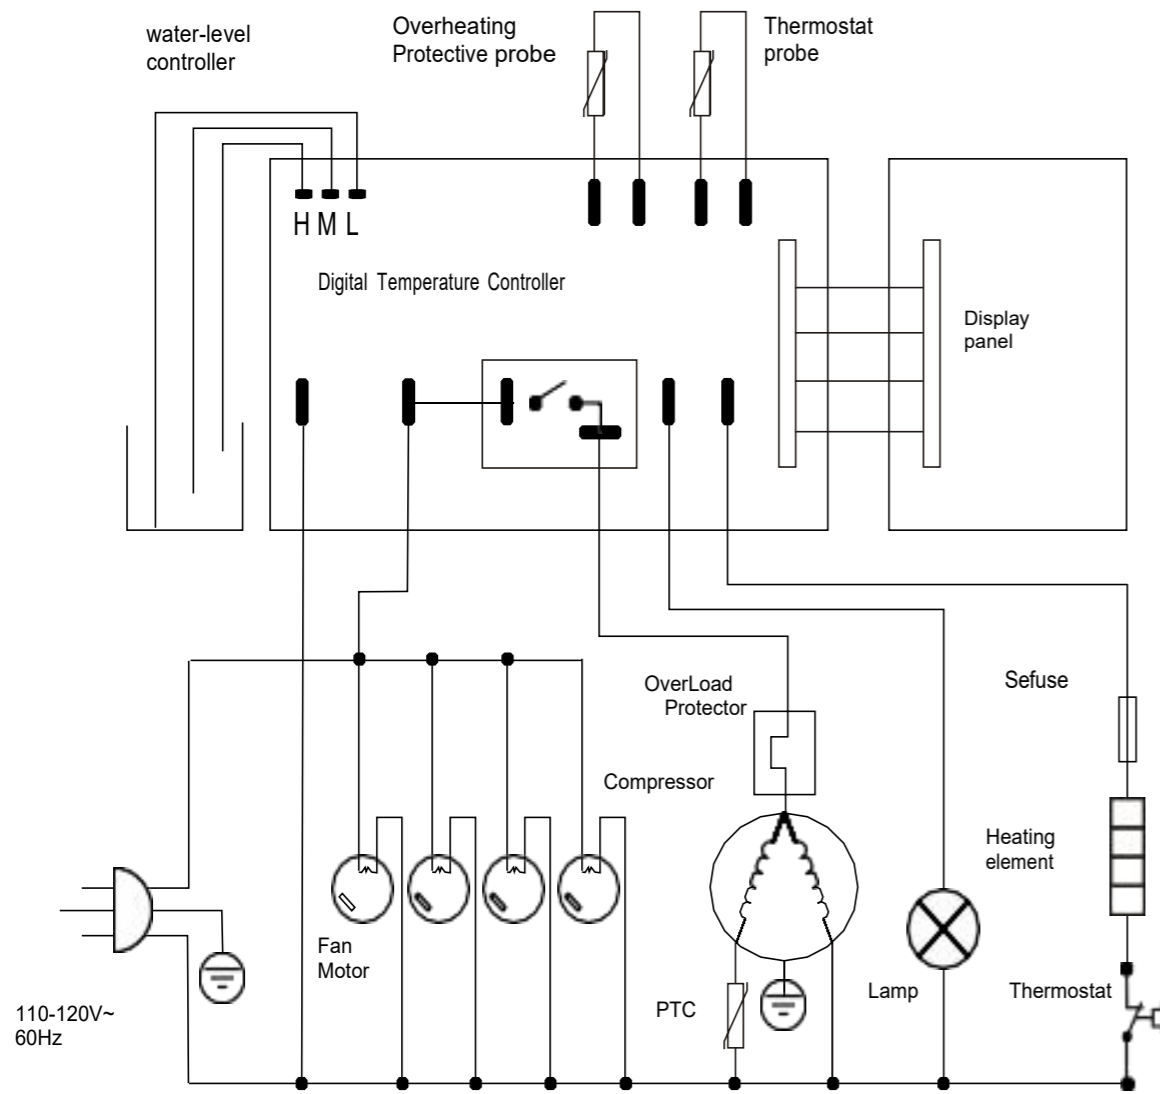 water-level
controller
Overheating
Protective probe
Thermostat
probe
H M L
Digital Temperature Controller
Display
panel
OverLoad
Protector
Sefuse
Compressor
Heating
element
Fan
Motor
110-120V~
60Hz
PTC
Lamp
Thermostat